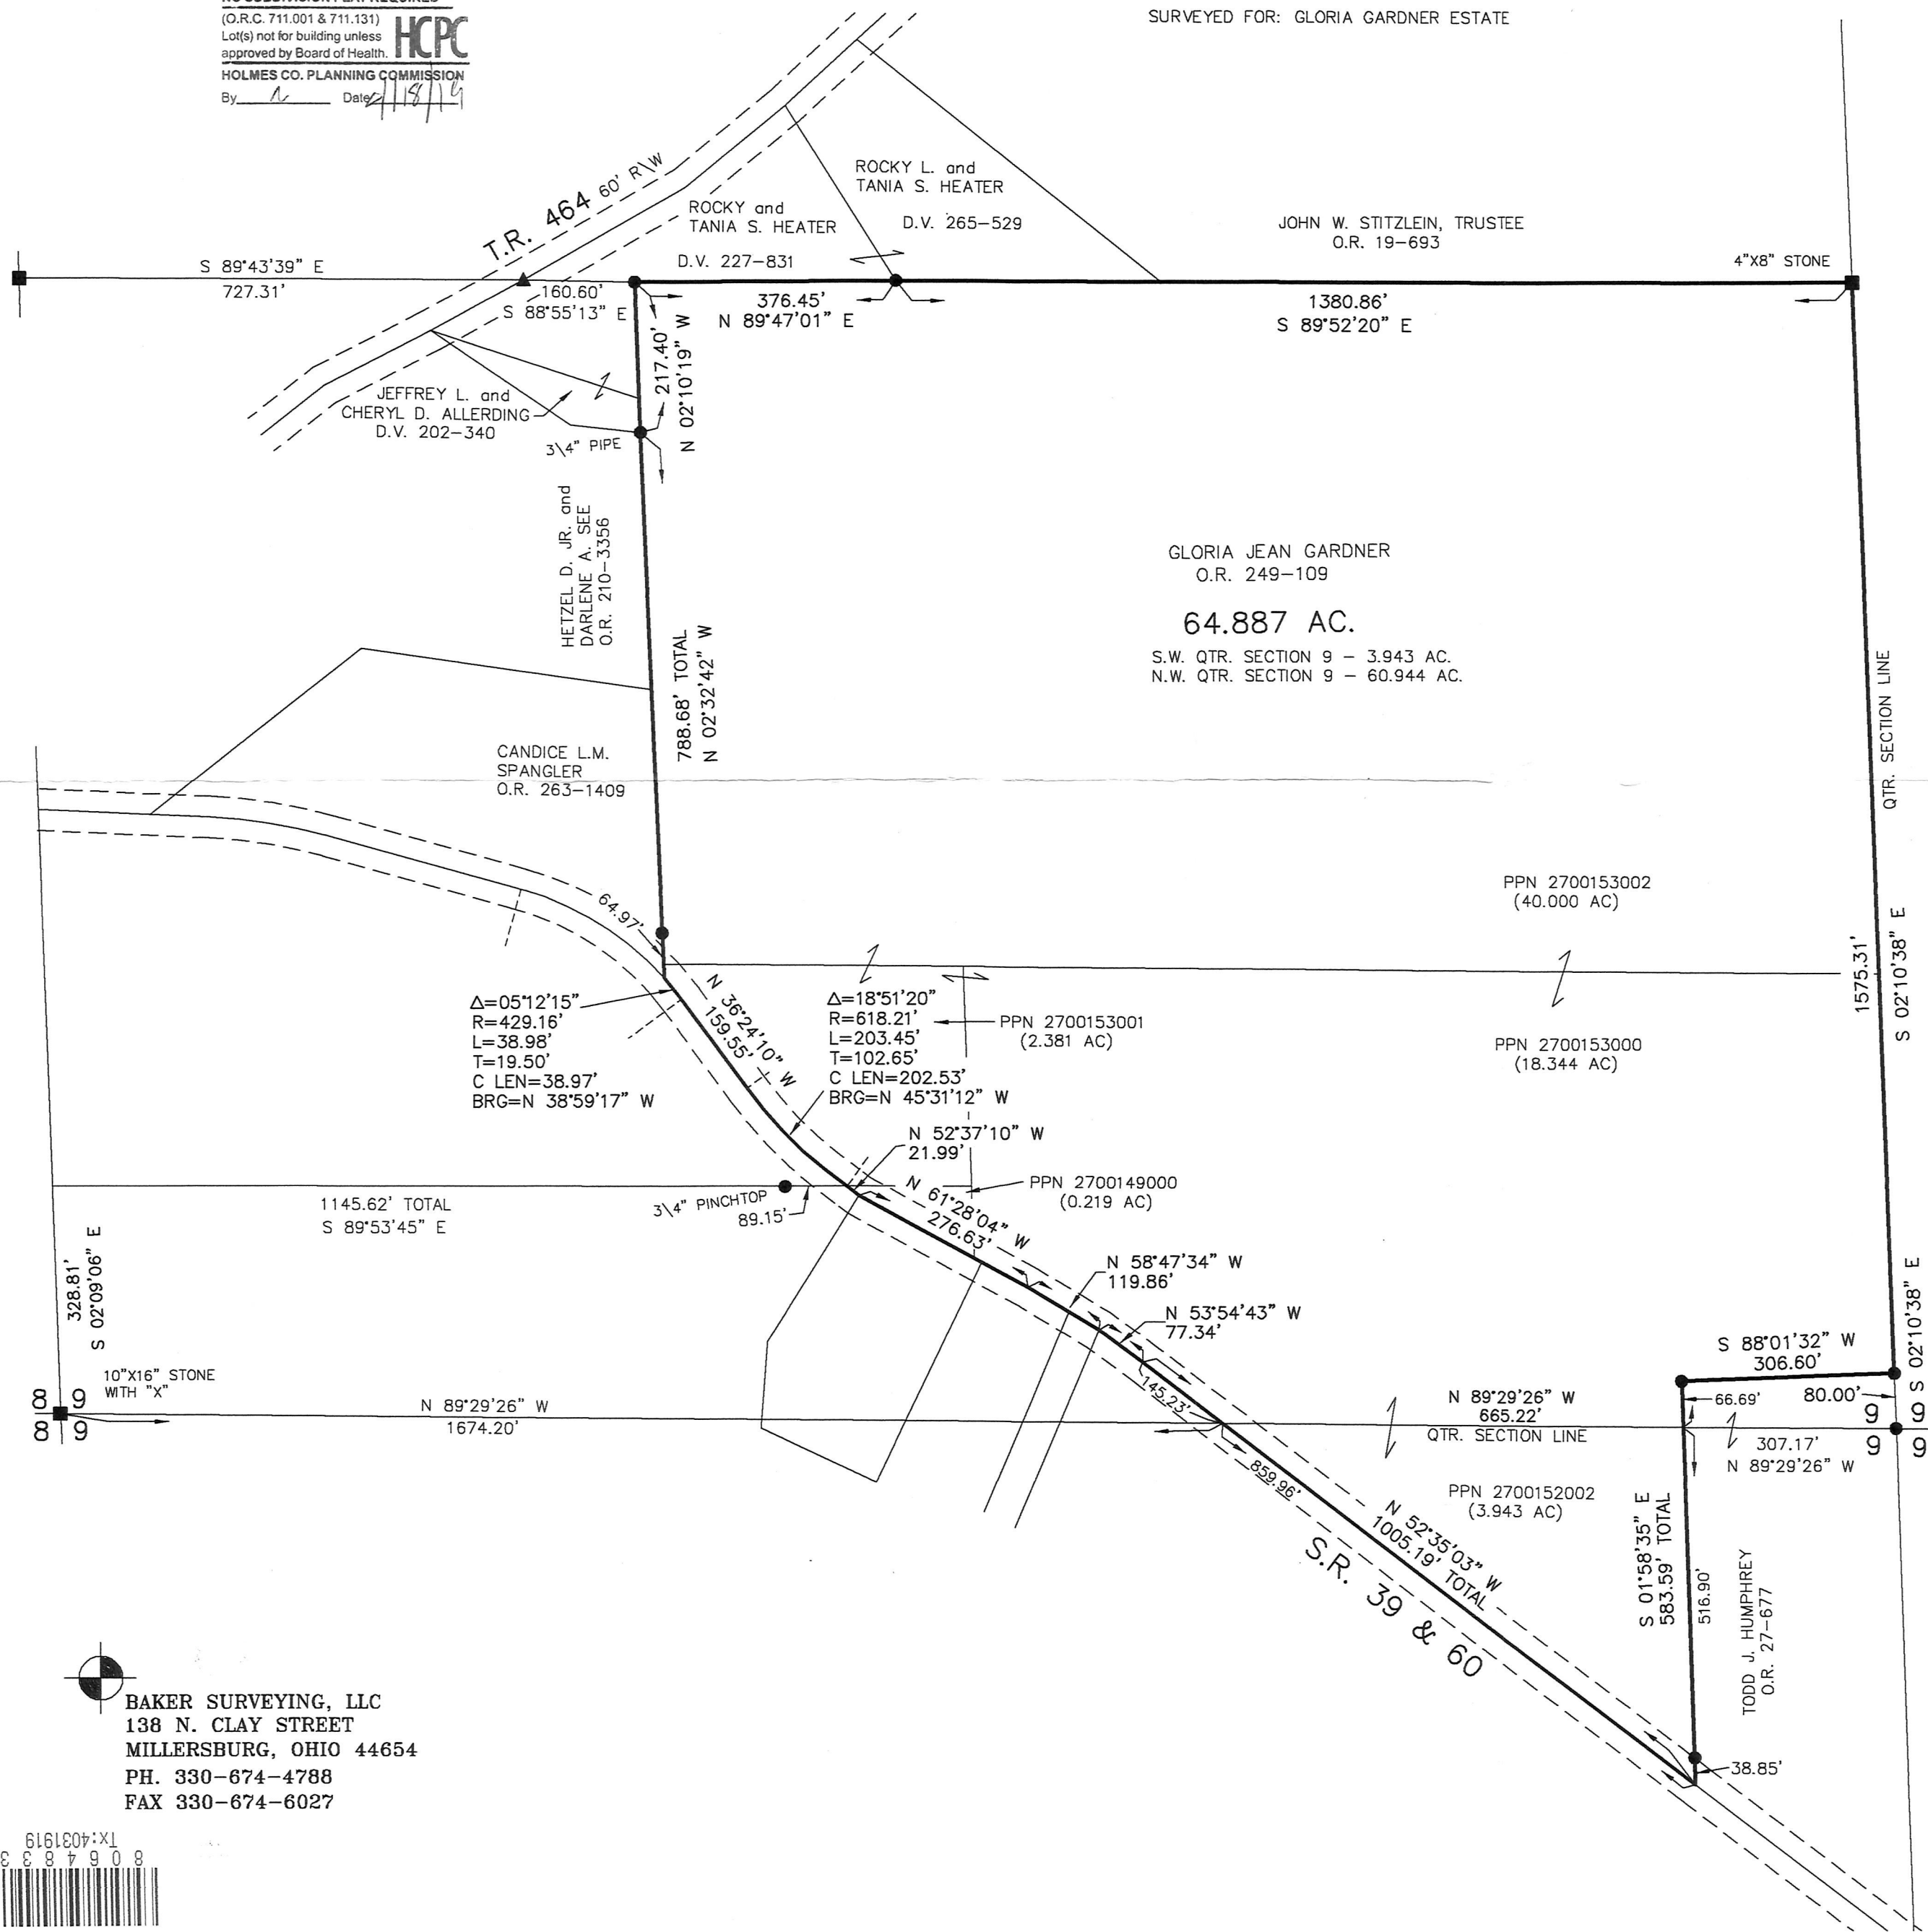 (O.R.C. 711.001 & 711.131)
Lot(s) not for building unless
approved by Board of Health.
HCPC
HOLMES CO. PLANNING COMMISSION
By Date
SURVEYED FOR: GLORIA GARDNER ESTATE
T.R. 464 60' R\W
ROCKY L. and
TANIA S. HEATER
D.V. 265-529
ROCKY and
TANIA S. HEATER
D.V. 227-831
JOHN W. STITZLEIN, TRUSTEE
O.R. 19-693
4"X8" STONE
S 89°43'39" E
727.31'
160.60'
S 88°55'13" E
376.45'
N 89°47'01" E
1380.86'
S 89°52'20" E
217.40'
N 02°10'19" W
JEFFREY L. and
CHERYL D. ALLERDING
D.V. 202-340
3\4" PIPE
HETZEL D. JR. and
DARLENE A. SEE
O.R. 210-3356
GLORIA JEAN GARDNER
O.R. 249-109
64.887 AC.
S.W. QTR. SECTION 9 - 3.943 AC.
N.W. QTR. SECTION 9 - 60.944 AC.
788.68' TOTAL
N 02°32'42" W
QTR. SECTION LINE
CANDICE L.M.
SPANGLER
O.R. 263-1409
PPN 2700153002
(40.000 AC)
64.97'
1575.31'
S 02°10'38" E
N 36°24'10" W
159.55'
Δ=05°12'15"
R=429.16'
L=38.98'
T=19.50'
C LEN=38.97'
BRG=N 38°59'17" W
Δ=18°51'20"
R=618.21'
L=203.45'
T=102.65'
C LEN=202.53'
BRG=N 45°31'12" W
PPN 2700153001
(2.381 AC)
PPN 2700153000
(18.344 AC)
N 52°37'10" W
21.99'
PPN 2700149000
(0.219 AC)
1145.62' TOTAL
S 89°53'45" E
3\4" PINCHTOP
89.15'
N 61°28'04" W
276.63'
328.81'
S 02°09'06" E
N 58°47'34" W
119.86'
N 53°54'43" W
77.34'
S 02°10'38" E
S 88°01'32" W
306.60'
10"X16" STONE
WITH "X"
8 9
8 9
N 89°29'26" W
1674.20'
145.23'
N 89°29'26" W
665.22'
QTR. SECTION LINE
66.69'
80.00'
9 9
9 9
307.17'
N 89°29'26" W
859.96'
PPN 2700152002
(3.943 AC)
N 52°35'03" W
1005.19' TOTAL
S.R. 39 & 60
S 01°58'35" E
583.59' TOTAL
516.90'
TODD J. HUMPHREY
O.R. 27-677
38.85'
BAKER SURVEYING, LLC
138 N. CLAY STREET
MILLERSBURG, OHIO 44654
PH. 330-674-4788
FAX 330-674-6027
Tx:4031919
8 0 6 4 8 3 3